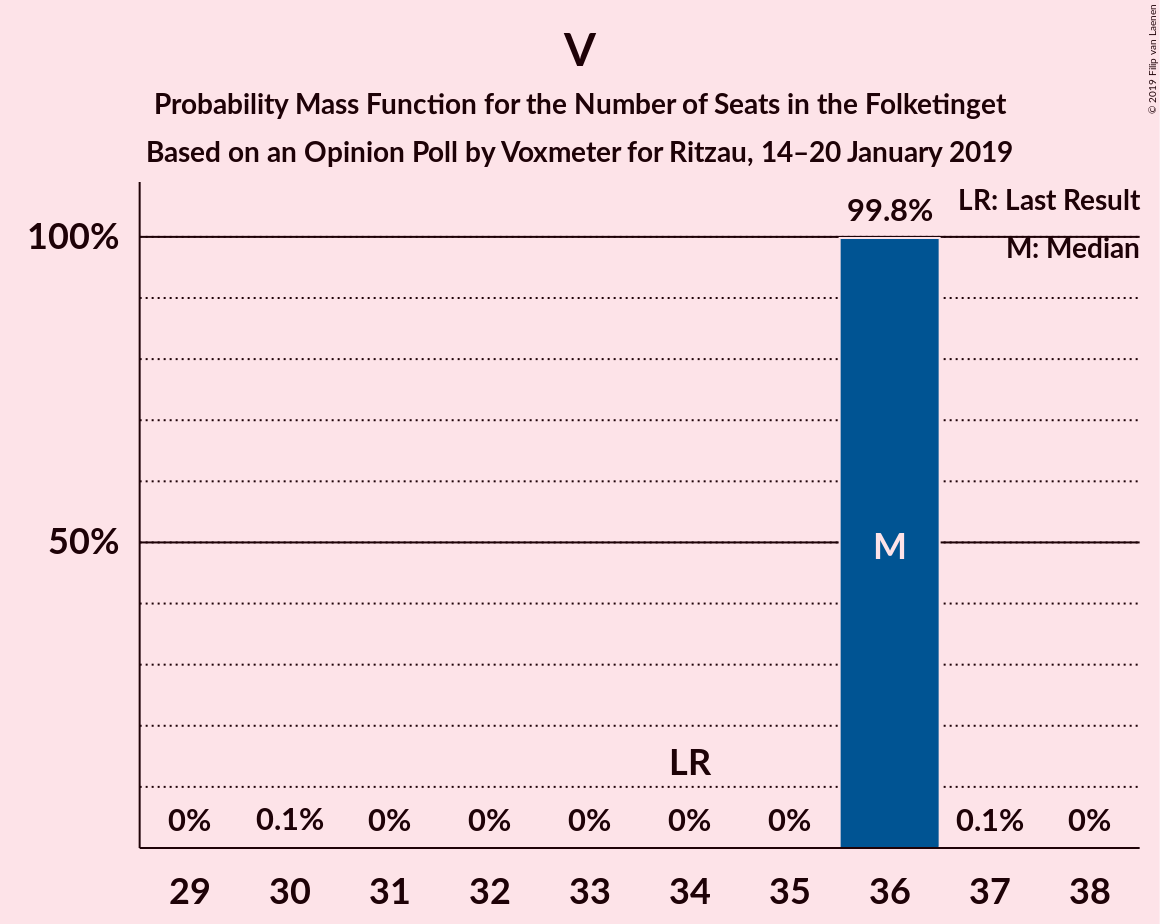 V
Probability Mass Function for the Number of Seats in the Folketinget
Based on an Opinion Poll by Voxmeter for Ritzau, 14–20 January 2019
© 2019 Filip van Laenen
LR: Last Result
M: Median
99.8%
100%
50%
M
LR
0% 0.1% 0% 0% 0% 0% 0% 0.1% 0%
29 30 31 32 33 34 35 36 37 38